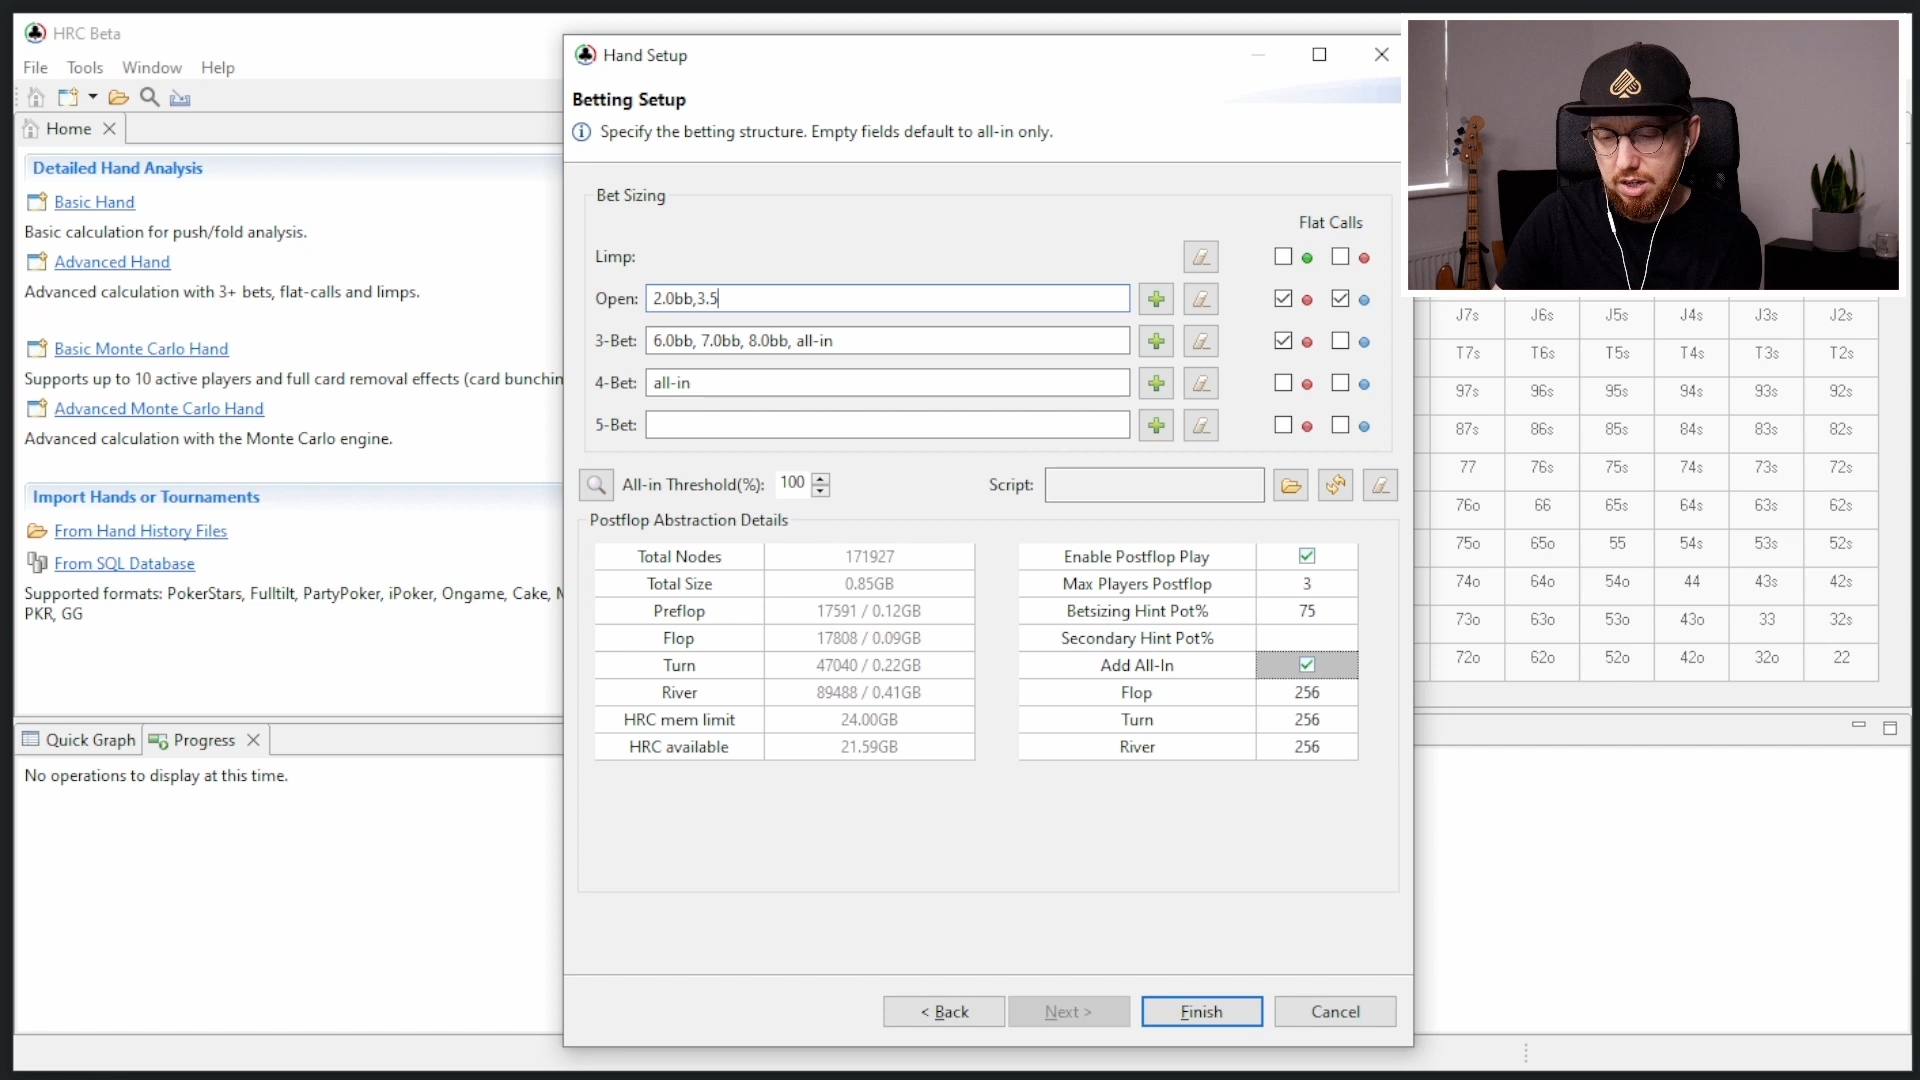 HRC Beta
File Tools Window Help
Home
Detailed Hand Analysis
Basic Hand
Basic calculation for push/fold analysis.
Advanced Hand
Advanced calculation with 3+ bets, flat-calls and limps.
Basic Monte Carlo Hand
Supports up to 10 active players and full card removal effects (card bunchin
Advanced Monte Carlo Hand
Advanced calculation with the Monte Carlo engine.
Import Hands or Tournaments
From Hand History Files
From SQL Database
Supported formats: PokerStars, Fulltilt, PartyPoker, iPoker, Ongame, Cake, M
PKR, GG
Quick Graph Progress
No operations to display at this time.
Hand Setup
Betting Setup
Specify the betting structure. Empty fields default to all-in only.
Bet Sizing
Flat Calls
Limp:
Open: 2.0bb,3.5
3-Bet: 6.0bb, 7.0bb, 8.0bb, all-in
4-Bet: all-in
5-Bet:
All-in Threshold(%): 100 Script:
Postflop Abstraction Details
Total Nodes 171927
Total Size 0.85GB
Preflop 17591 / 0.12GB
Flop 17808 / 0.09GB
Turn 47040 / 0.22GB
River 89488 / 0.41GB
HRC mem limit 24.00GB
HRC available 21.59GB
Enable Postflop Play
Max Players Postflop 3
Betsizing Hint Pot% 75
Secondary Hint Pot%
Add All-In
Flop 256
Turn 256
River 256
< Back Next > Finish Cancel
J7s J6s J5s J4s J3s J2s
T7s T6s T5s T4s T3s T2s
97s 96s 95s 94s 93s 92s
87s 86s 85s 84s 83s 82s
77 76s 75s 74s 73s 72s
76o 66 65s 64s 63s 62s
75o 65o 55 54s 53s 52s
74o 64o 54o 44 43s 42s
73o 63o 53o 43o 33 32s
72o 62o 52o 42o 32o 22